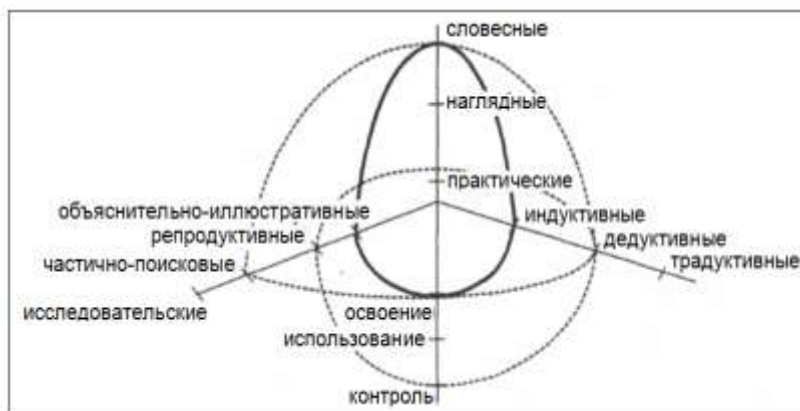 словесные
наглядные
практические
объяснительно-иллюстративные
индуктивные
репродуктивные
дедуктивные
частично-поисковые
традуктивные
исследовательские
освоение
использование
контроль